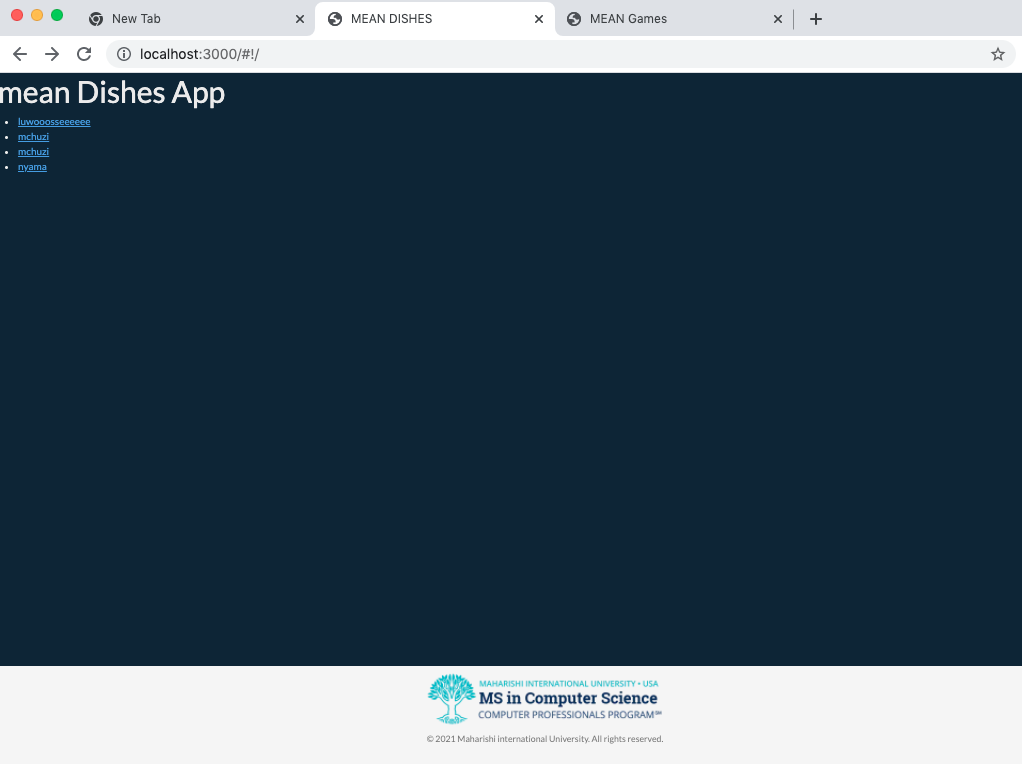 New Tab
MEAN DISHES
MEAN Games
localhost:3000/#!/
mean Dishes App
luwooosseeeeee
mchuzi
mchuzi
nyama
MAHARISHI INTERNATIONAL UNIVERSITY • USA
MS in Computer Science
COMPUTER PROFESSIONALS PROGRAM℠
© 2021 Maharishi international University. All rights reserved.